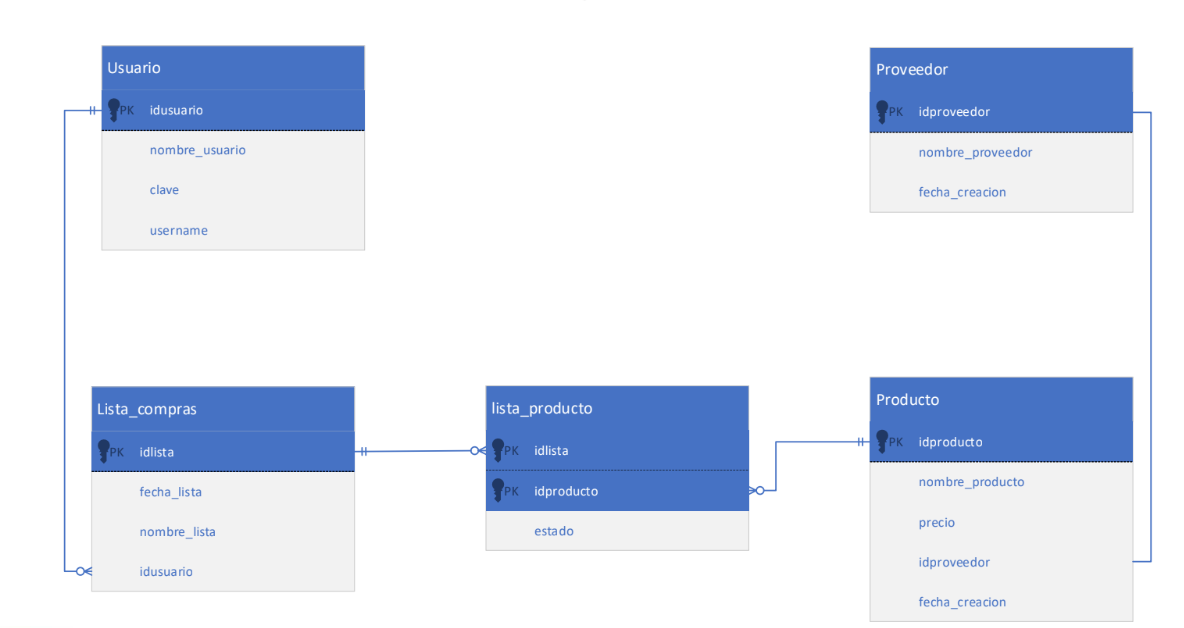 Usuario
PK idusuario
nombre_usuario
clave
username
Proveedor
PK idproveedor
nombre_proveedor
fecha_creacion
Lista_compras
PK idlista
fecha_lista
nombre_lista
idusuario
lista_producto
PK idlista
PK idproducto
estado
Producto
PK idproducto
nombre_producto
precio
idproveedor
fecha_creacion